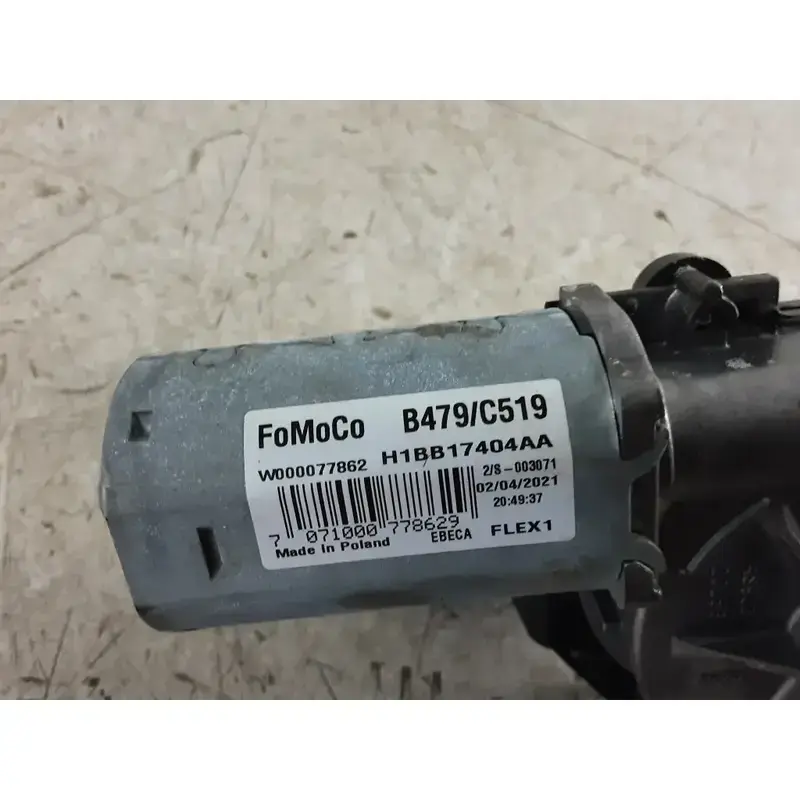 FoMoCo B479/C519
W000077862 H1BB17404AA
2/S-003071
02/04/2021
20:49:37
7 071000 778629
Made In Poland EBECA FLEX1